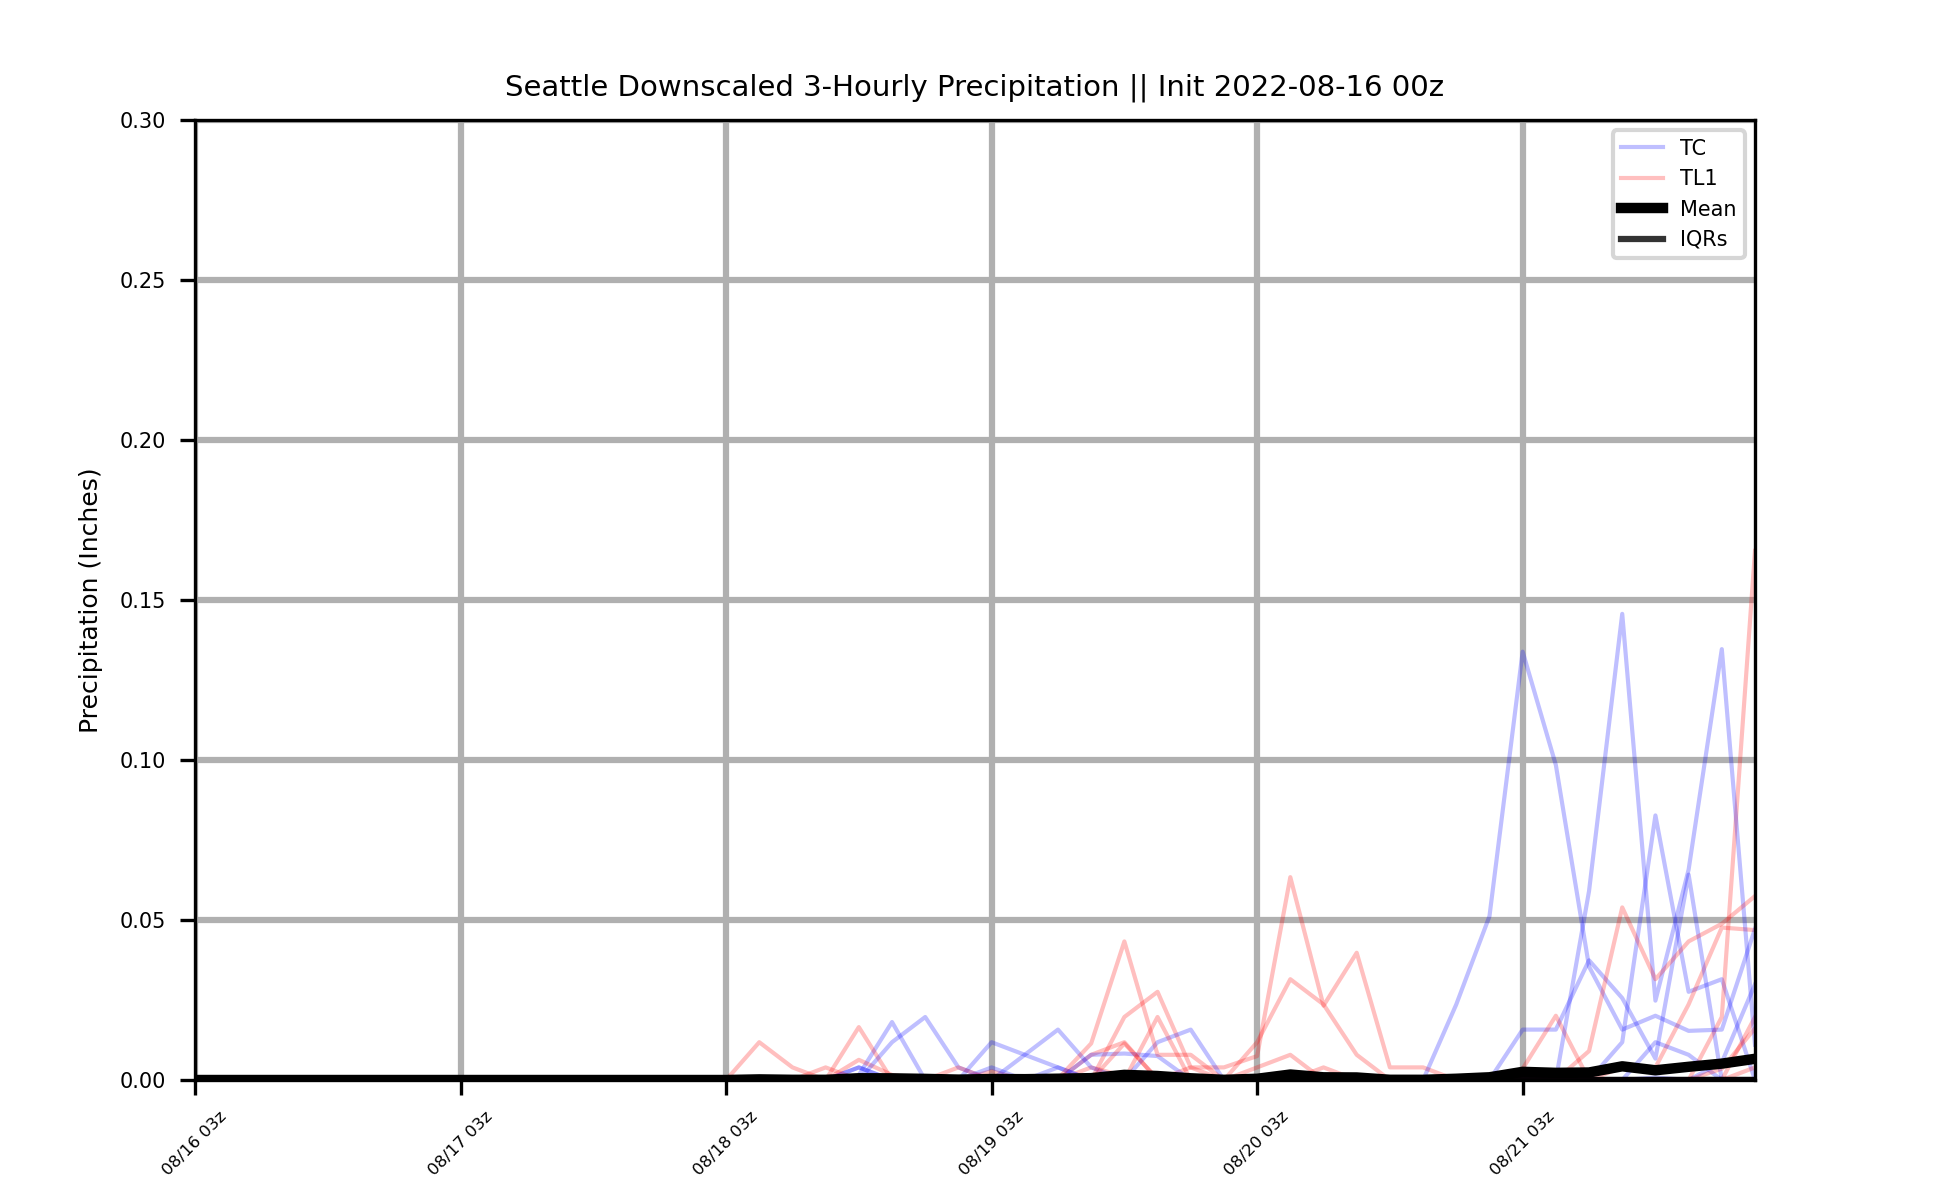 Seattle Downscaled 3-Hourly Precipitation || Init 2022-08-16 00z
0.30
0.25
0.20
0.15
0.10
0.05
0.00
Precipitation (Inches)
TC
TL1
Mean
IQRs
08/16 03z
08/17 03z
08/18 03z
08/19 03z
08/20 03z
08/21 03z